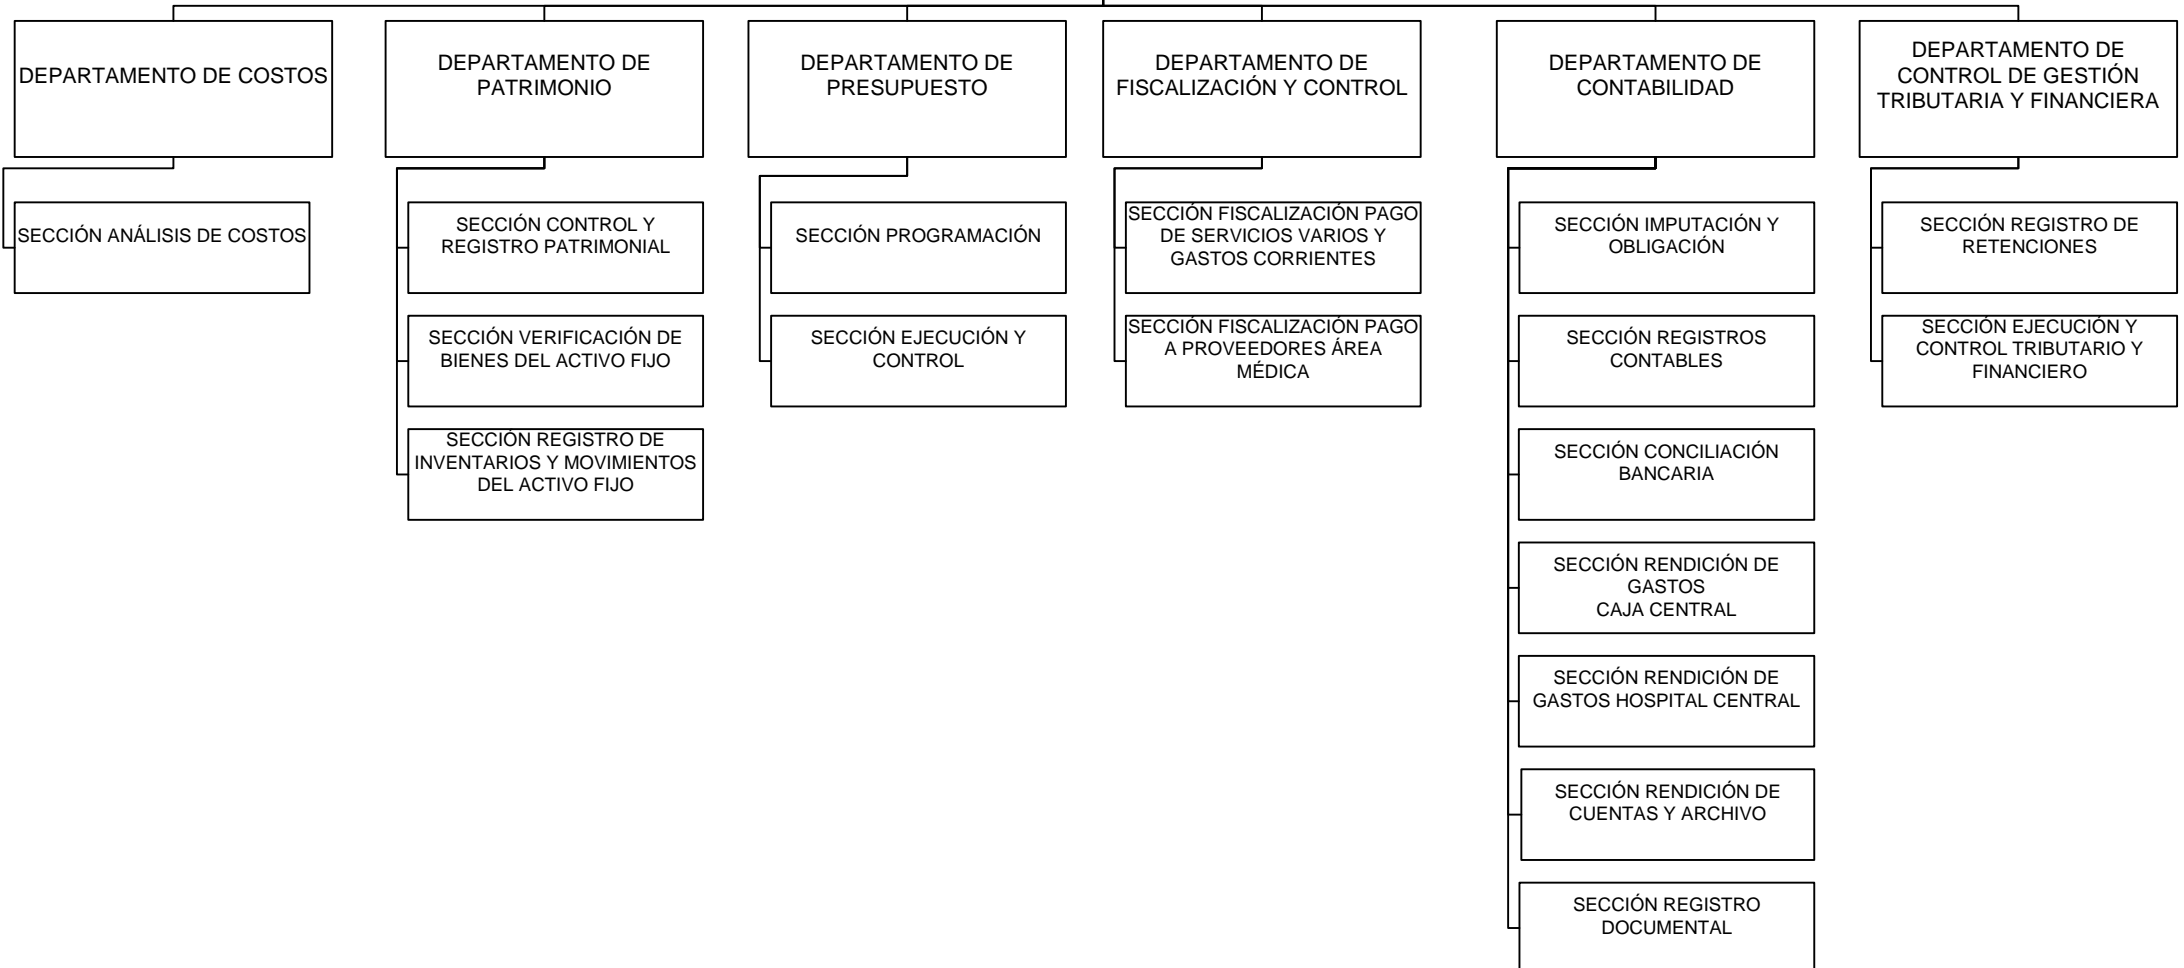 DEPARTAMENTO DE COSTOS
DEPARTAMENTO DE
PATRIMONIO
DEPARTAMENTO DE
PRESUPUESTO
DEPARTAMENTO DE
FISCALIZACIÓN Y CONTROL
DEPARTAMENTO DE
CONTABILIDAD
DEPARTAMENTO DE
CONTROL DE GESTIÓN
TRIBUTARIA Y FINANCIERA
SECCIÓN ANÁLISIS DE COSTOS
SECCIÓN CONTROL Y
REGISTRO PATRIMONIAL
SECCIÓN VERIFICACIÓN DE
BIENES DEL ACTIVO FIJO
SECCIÓN REGISTRO DE
INVENTARIOS Y MOVIMIENTOS
DEL ACTIVO FIJO
SECCIÓN PROGRAMACIÓN
SECCIÓN EJECUCIÓN Y
CONTROL
SECCIÓN FISCALIZACIÓN PAGO
DE SERVICIOS VARIOS Y
GASTOS CORRIENTES
SECCIÓN FISCALIZACIÓN PAGO
A PROVEEDORES ÁREA
MÉDICA
SECCIÓN IMPUTACIÓN Y
OBLIGACIÓN
SECCIÓN REGISTROS
CONTABLES
SECCIÓN CONCILIACIÓN
BANCARIA
SECCIÓN RENDICIÓN DE
GASTOS
CAJA CENTRAL
SECCIÓN RENDICIÓN DE
GASTOS HOSPITAL CENTRAL
SECCIÓN RENDICIÓN DE
CUENTAS Y ARCHIVO
SECCIÓN REGISTRO
DOCUMENTAL
SECCIÓN REGISTRO DE
RETENCIONES
SECCIÓN EJECUCIÓN Y
CONTROL TRIBUTARIO Y
FINANCIERO